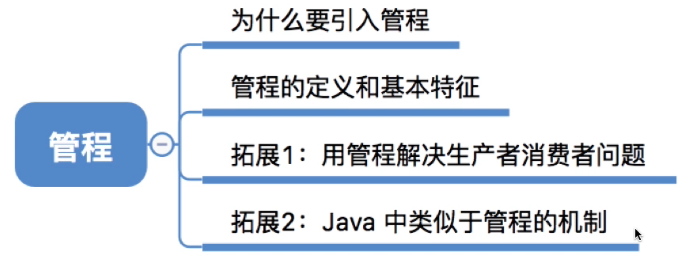 为什么要引入管程
管程的定义和基本特征
管程
拓展1：用管程解决生产者消费者问题
拓展2：Java 中类似于管程的机制